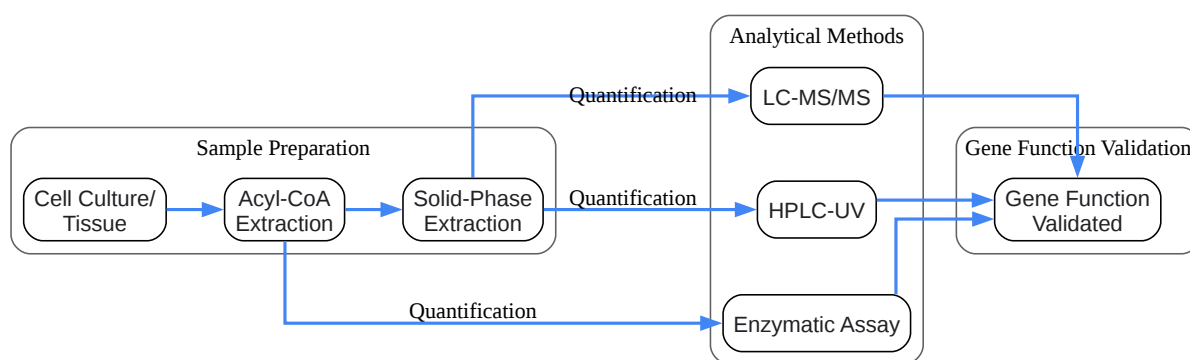 Analytical Methods
Quantification
LC-MS/MS
Sample Preparation
Gene Function Validation
Cell Culture/
Tissue
Acyl-CoA
Extraction
Solid-Phase
Extraction
Quantification
HPLC-UV
Gene Function
Validated
Quantification
Enzymatic Assay